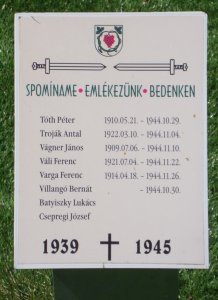 SPOMÍNAME • EMLÉKEZÜNK • BEDENKEN
Tóth Péter 1910.05.21. - 1944.10.29.
Troják Antal 1922.03.10. - 1944.11.04.
Vágner János 1909.07.06. - 1944.11.10.
Váli Ferenc 1921.07.04. - 1944.11.22.
Varga Ferenc 1914.04.18. - 1944.11.26.
Villangó Bernát - 1944.10.30.
Batyiszky Lukács
Csepregi József
1939 1945